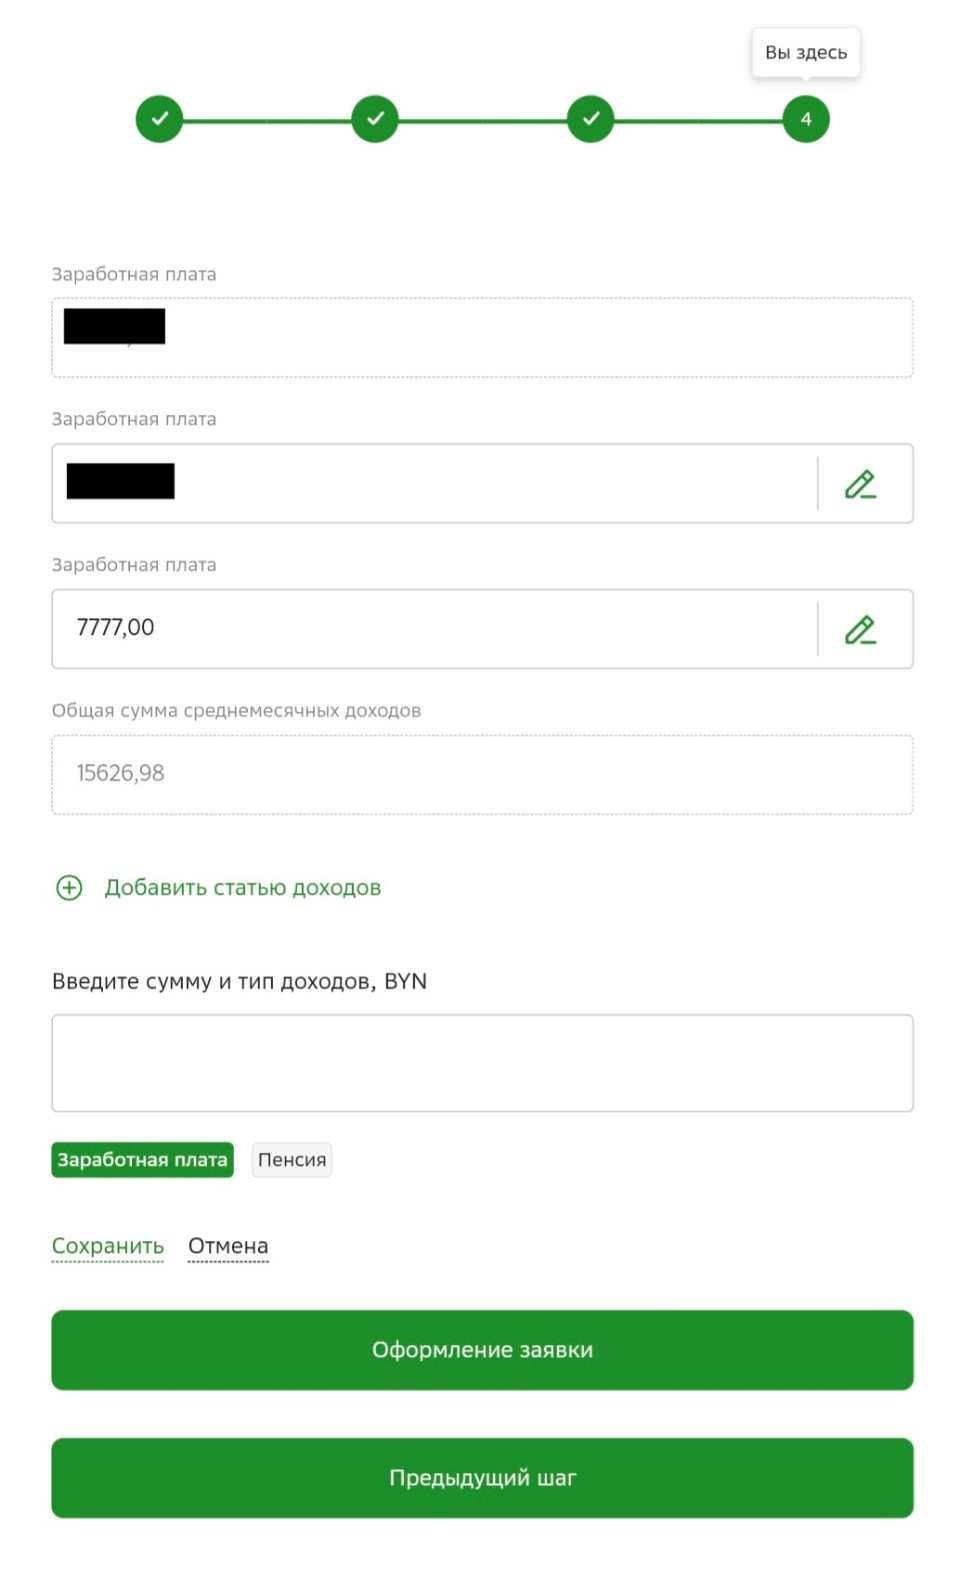 Вы здесь
4
Заработная плата
Заработная плата
Заработная плата
7777,00
Общая сумма среднемесячных доходов
15626,98
Добавить статью доходов
Введите сумму и тип доходов, BYN
Заработная плата Пенсия
Сохранить Отмена
Оформление заявки
Предыдущий шаг